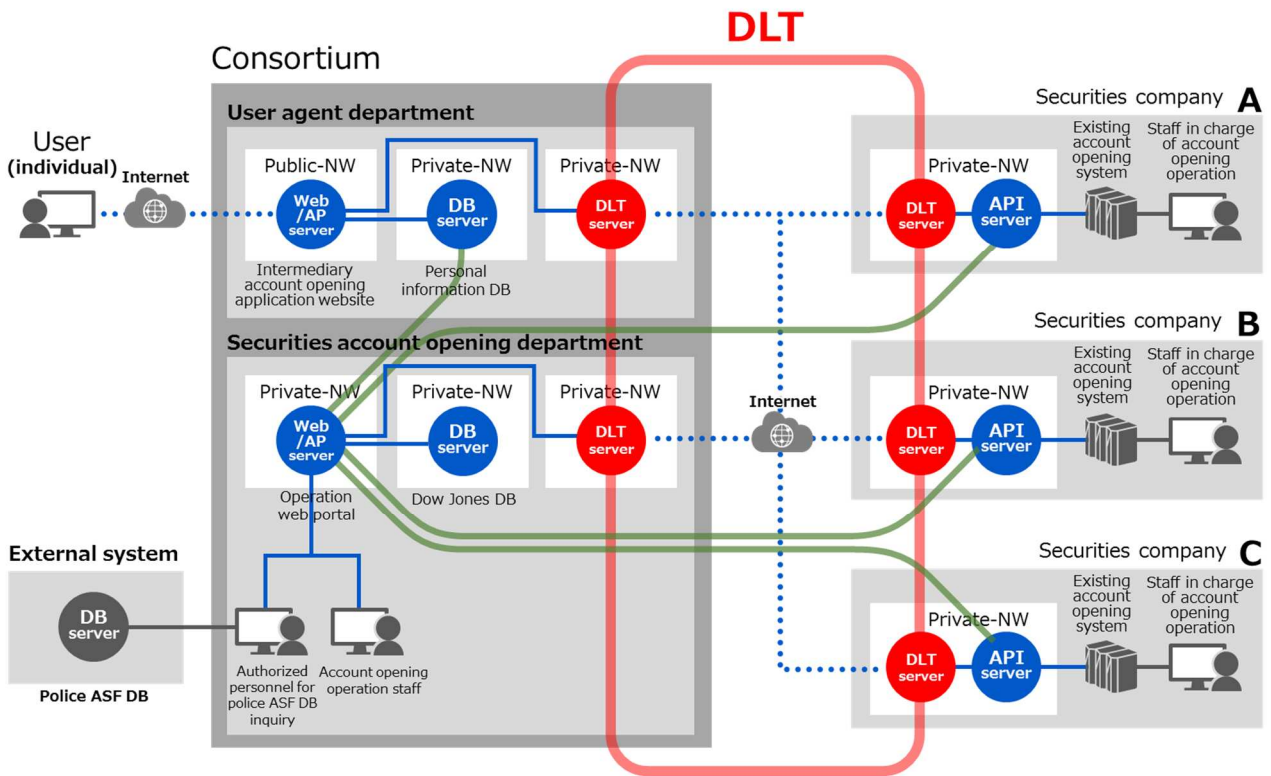 DLT
Consortium
User agent department
User
(individual)
Internet
Public-NW
Web
/AP
server
Intermediary
account opening
application website
Private-NW
DB
server
Personal
information DB
Private-NW
DLT
server
Securities account opening department
Private-NW
Web
/AP
server
Operation
web portal
Private-NW
DB
server
Dow Jones DB
Private-NW
DLT
server
Internet
External system
DB
server
Police ASF DB
Authorized
personnel for
police ASF DB
inquiry
Account opening
operation staff
Securities company A
Private-NW
DLT
server
API
server
Existing
account
opening
system
Staff in charge
of account
opening
operation
Securities company B
Private-NW
DLT
server
API
server
Existing
account
opening
system
Staff in charge
of account
opening
operation
Securities company C
Private-NW
DLT
server
API
server
Existing
account
opening
system
Staff in charge
of account
opening
operation